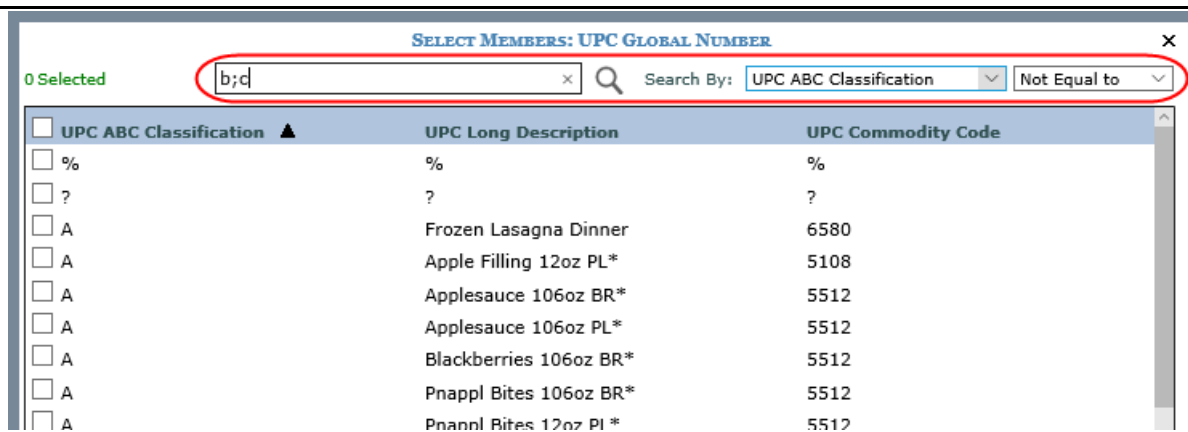 SELECT MEMBERS: UPC GLOBAL NUMBER
0 Selected b;c Search By: UPC ABC Classification Not Equal to
UPC ABC Classification UPC Long Description UPC Commodity Code
% % %
? ? ?
A Frozen Lasagna Dinner 6580
A Apple Filling 12oz PL* 5108
A Applesauce 106oz BR* 5512
A Applesauce 106oz PL* 5512
A Blackberries 106oz BR* 5512
A Pnappl Bites 106oz BR* 5512
A Pnappl Bites 12oz PL* 5512